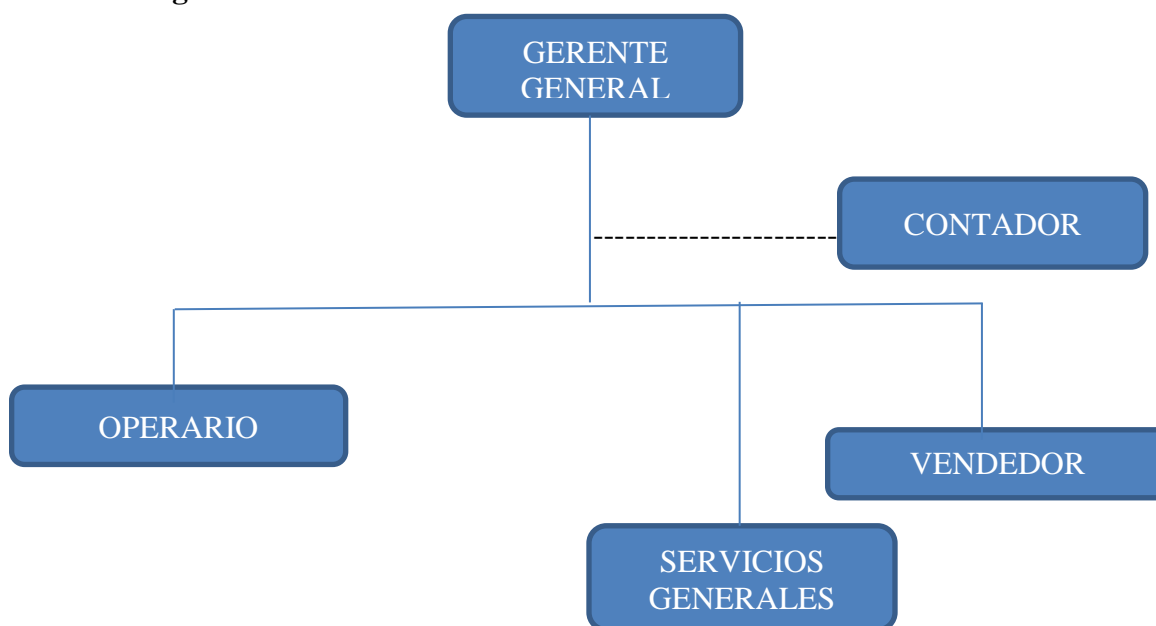 GERENTE
GENERAL
CONTADOR
OPERARIO
VENDEDOR
SERVICIOS
GENERALES